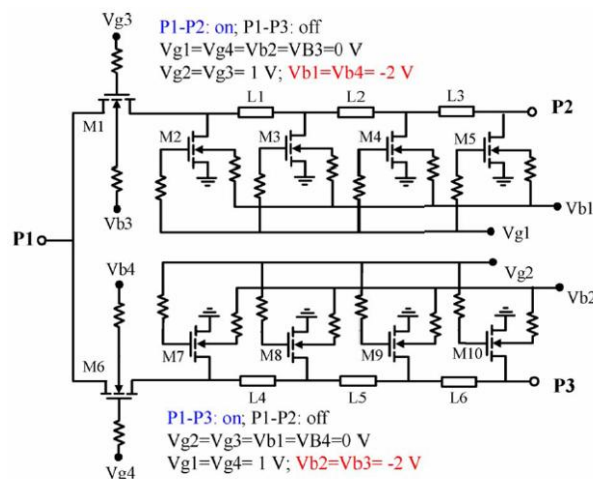 Vg3
P1-P2: on; P1-P3: off
Vg1=Vg4=Vb2=VB3=0 V
Vg2=Vg3= 1 V; Vb1=Vb4= -2 V
L1
L2
L3
P2
M1
M2
M3
M4
M5
Vb3
Vb1
Vg1
P1
Vb4
Vg2
Vb2
M6
M7
M8
M9
M10
L4
L5
L6
P3
Vg4
P1-P3: on; P1-P2: off
Vg2=Vg3=Vb1=VB4=0 V
Vg1=Vg4= 1 V; Vb2=Vb3= -2 V